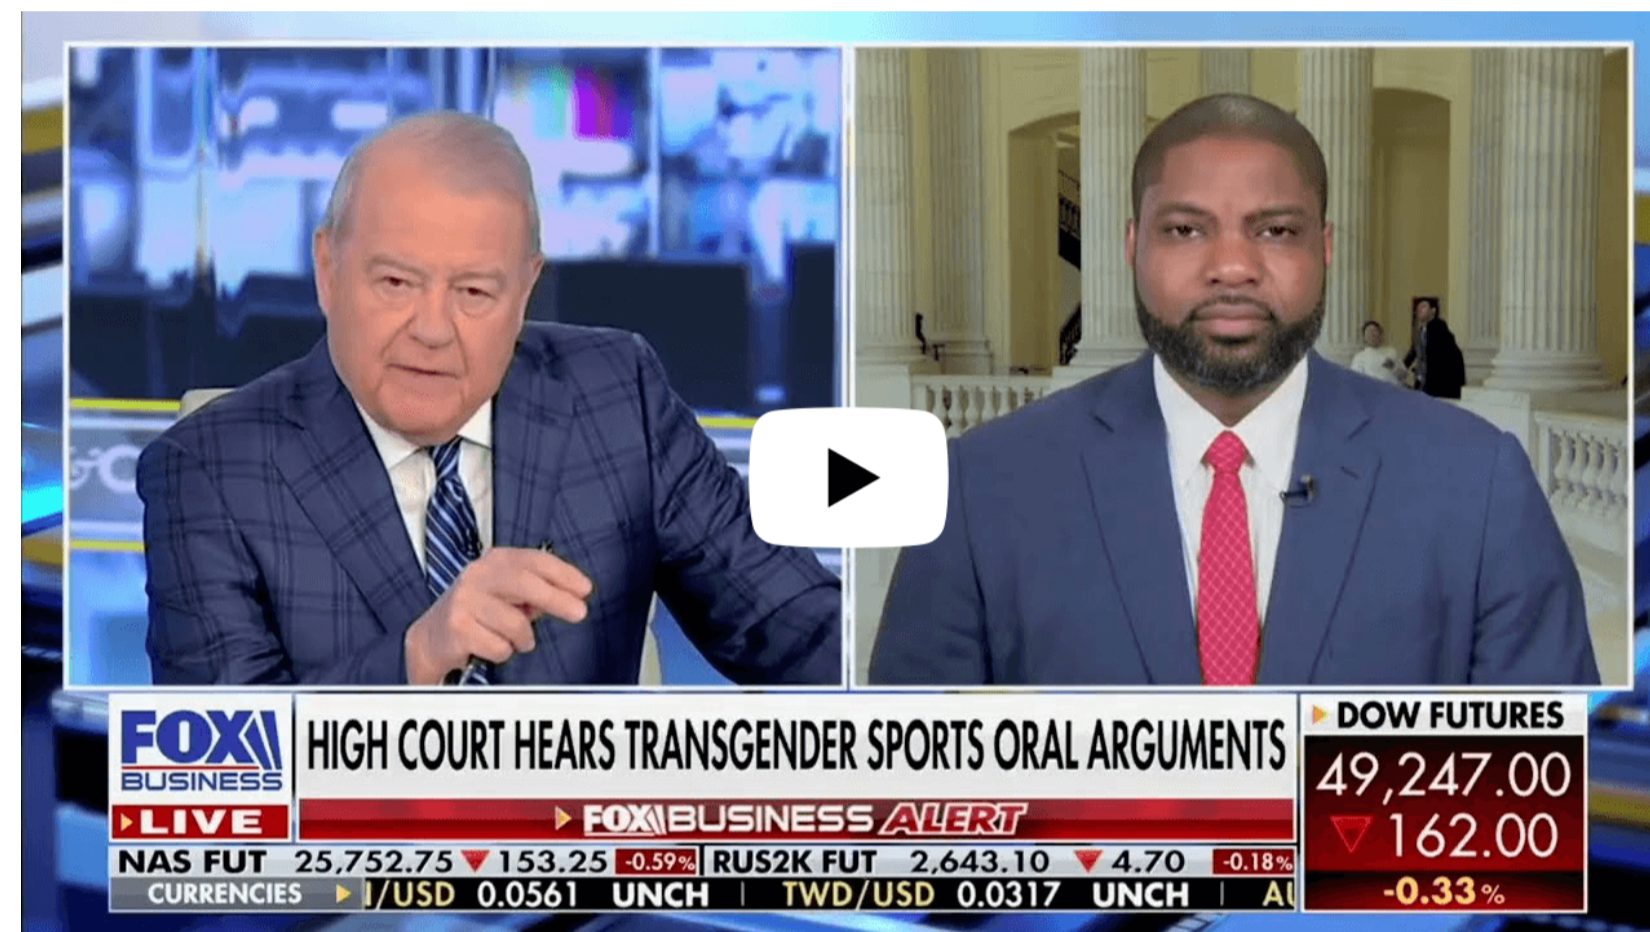 &C
HIGH COURT HEARS TRANSGENDER SPORTS ORAL ARGUMENTS
FOX
BUSINESS
LIVE
FOX BUSINESS ALERT
DOW FUTURES
49,247.00
162.00
-0.33%
NAS FUT 25,752.75 153.25 -0.59% RUS2K FUT 2,643.10 4.70 -0.18%
CURRENCIES I/USD 0.0561 UNCH TWD/USD 0.0317 UNCH AU